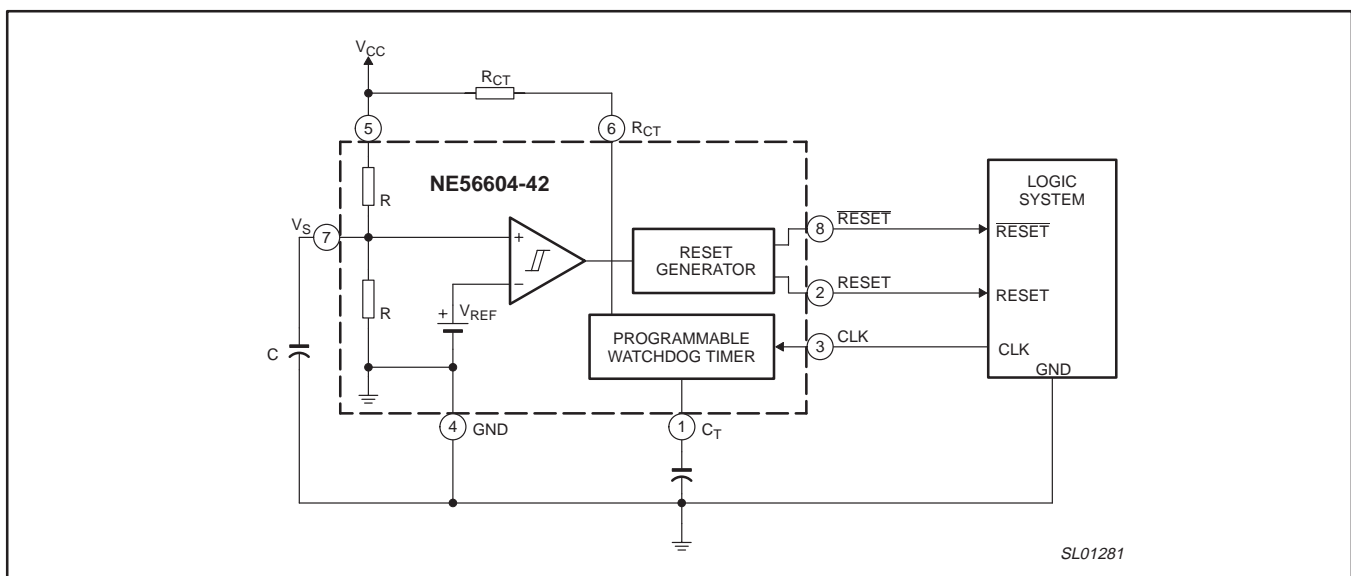 VCC
RCT
5
6
RCT
NE56604-42
R
VS
7
+
−
R
+
VREF
C
RESET
GENERATOR
PROGRAMMABLE
WATCHDOG TIMER
8
RESET
2
RESET
3
CLK
LOGIC
SYSTEM
RESET
RESET
CLK
GND
4
GND
1
CT
SL01281